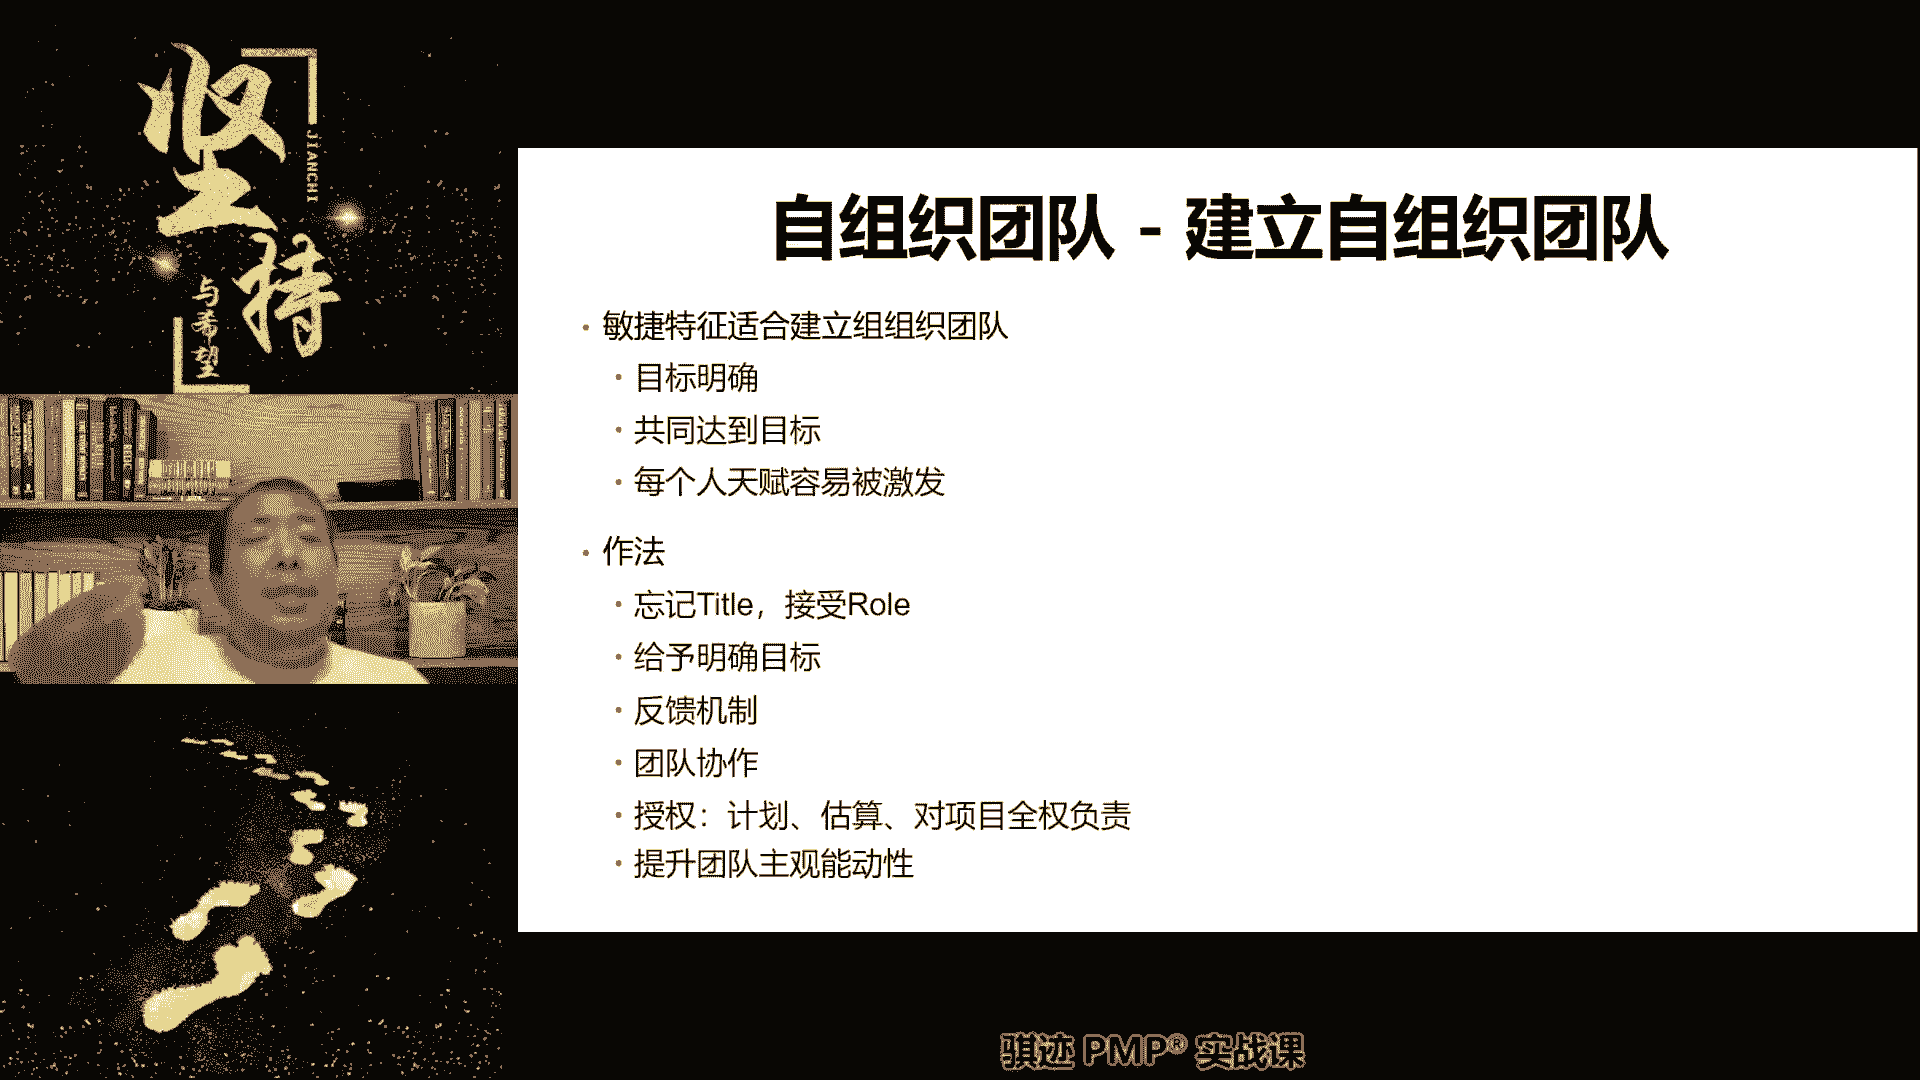 坚持
JIANCHI
与希望
自组织团队 - 建立自组织团队
• 敏捷特征适合建立组组织团队
• 目标明确
• 共同达到目标
• 每个人天赋容易被激发
• 作法
• 忘记Title，接受Role
• 给予明确目标
• 反馈机制
• 团队协作
• 授权：计划、估算、对项目全权负责
• 提升团队主观能动性
骐迹 PMP® 实战课